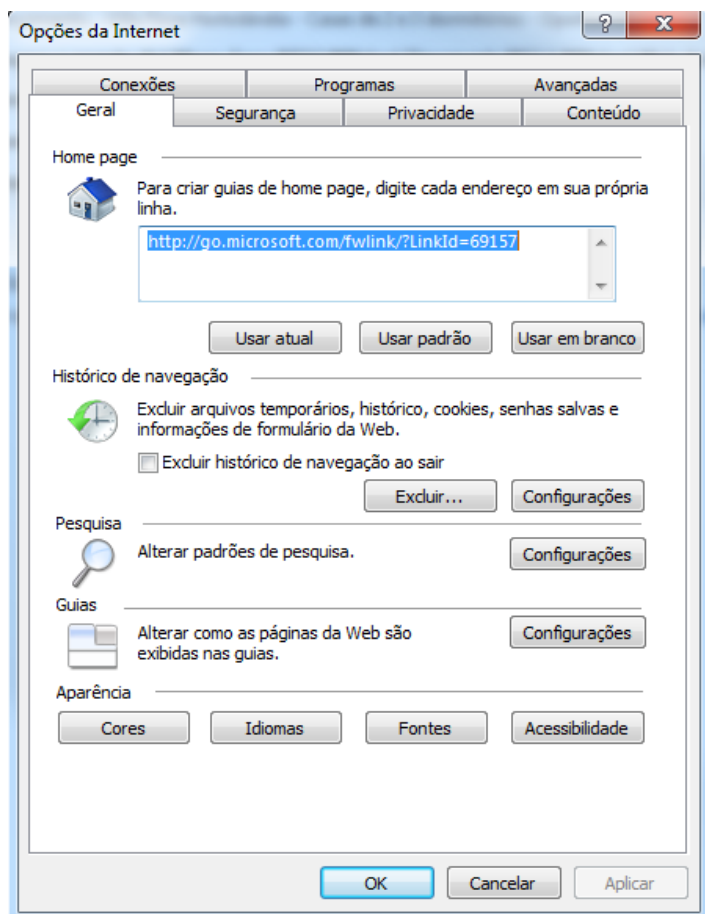 Opções da Internet
Conexões Programas Avançadas
Geral Segurança Privacidade Conteúdo
Home page
Para criar guias de home page, digite cada endereço em sua própria
linha.
http://go.microsoft.com/fwlink/?LinkId=69157
Usar atual Usar padrão Usar em branco
Histórico de navegação
Excluir arquivos temporários, histórico, cookies, senhas salvas e
informações de formulário da Web.
Excluir histórico de navegação ao sair
Excluir... Configurações
Pesquisa
Alterar padrões de pesquisa.
Configurações
Guias
Alterar como as páginas da Web são
exibidas nas guias.
Configurações
Aparência
Cores Idiomas Fontes Acessibilidade
OK Cancelar Aplicar